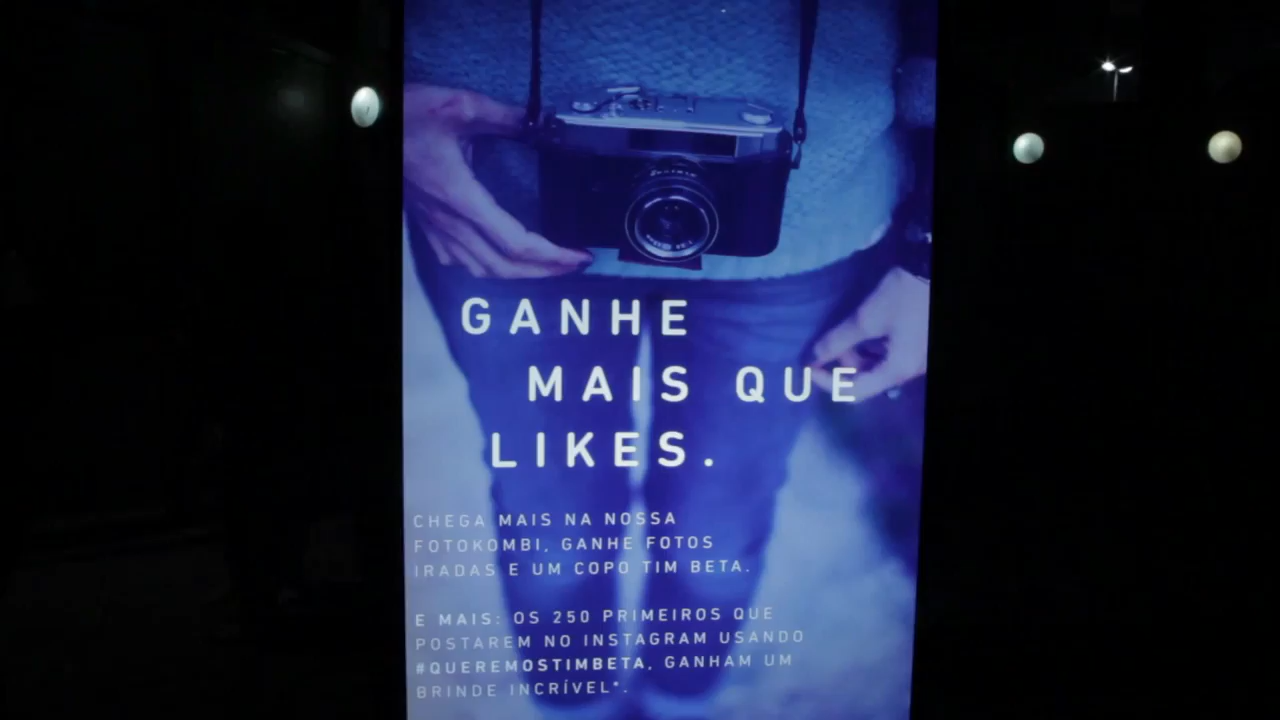 GANHE
MAIS QUE
LIKES.
CHEGA MAIS NA NOSSA
FOTOKOMBI, GANHE FOTOS
IRADAS E UM COPO TIM BETA.
E MAIS: OS 250 PRIMEIROS QUE
POSTAREM NO INSTAGRAM USANDO
#QUEREMOSTIMBETA, GANHAM UM
BRINDE INCRÍVEL*.